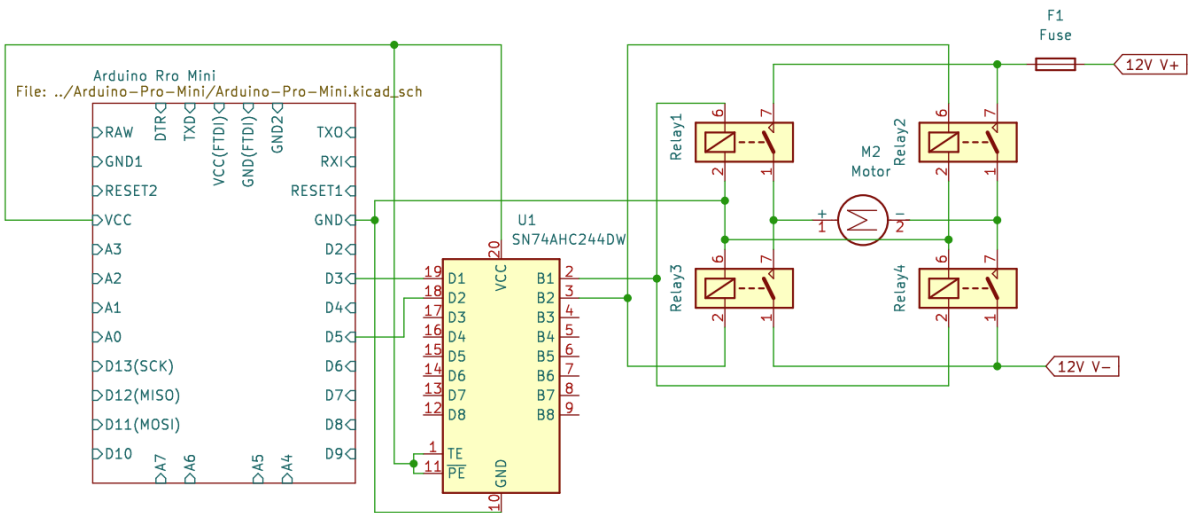 F1
Fuse
12V V+
Arduino Rro Mini
File: ../Arduino-Pro-Mini/Arduino-Pro-Mini.kicad_sch
DTR
TXD
VCC(FTDI)
GND(FTDI)
GND2
RAW
GND1
RESET2
VCC
A3
A2
A1
A0
D13(SCK)
D12(MISO)
D11(MOSI)
D10
A7
A6
A5
A4
TXO
RXI
RESET1
GND
D2
D3
D4
D5
D6
D7
D8
D9
U1
SN74AHC244DW
20
VCC
19 D1
18 D2
17 D3
16 D4
15 D5
14 D6
13 D7
12 D8
1 TE
11 PE
B1 2
B2 3
B3 4
B4 5
B5 6
B6 7
B7 8
B8 9
GND
10
Relay1
6
7
2
1
Relay2
6
7
2
1
M2
Motor
+
1
M
-
2
Relay3
6
7
2
1
Relay4
6
7
2
1
12V V-